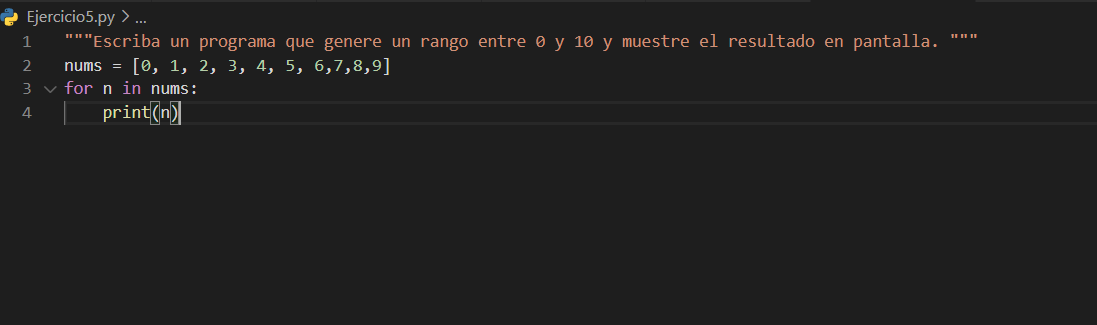 Ejercicio5.py > ...
1 """Escriba un programa que genere un rango entre 0 y 10 y muestre el resultado en pantalla. """
2 nums = [0, 1, 2, 3, 4, 5, 6,7,8,9]
3 for n in nums:
4     print(n)